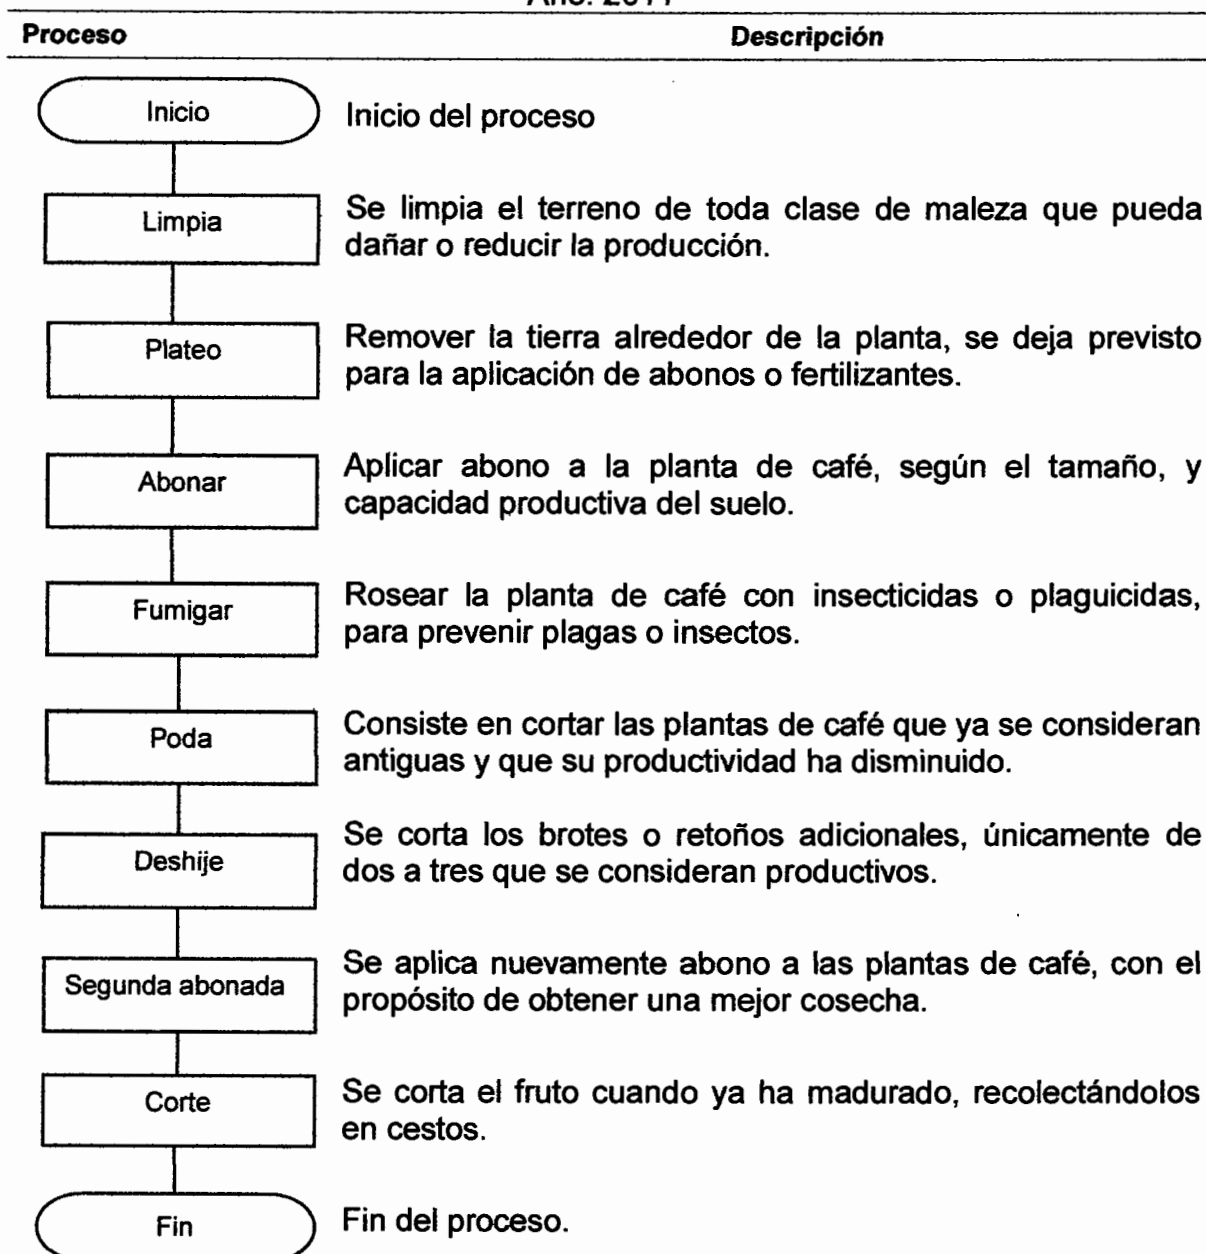 Proceso Descripción
Inicio Inicio del proceso
Limpia
Se limpia el terreno de toda clase de maleza que pueda
dañar o reducir la producción.
Plateo
Remover la tierra alrededor de la planta, se deja previsto
para la aplicación de abonos o fertilizantes.
Abonar
Aplicar abono a la planta de café, según el tamaño, y
capacidad productiva del suelo.
Fumigar
Rosear la planta de café con insecticidas o plaguicidas,
para prevenir plagas o insectos.
Poda
Consiste en cortar las plantas de café que ya se consideran
antiguas y que su productividad ha disminuido.
Deshije
Se corta los brotes o retoños adicionales, únicamente de
dos a tres que se consideran productivos.
Segunda abonada
Se aplica nuevamente abono a las plantas de café, con el
propósito de obtener una mejor cosecha.
Corte
Se corta el fruto cuando ya ha madurado, recolectándolos
en cestos.
Fin Fin del proceso.